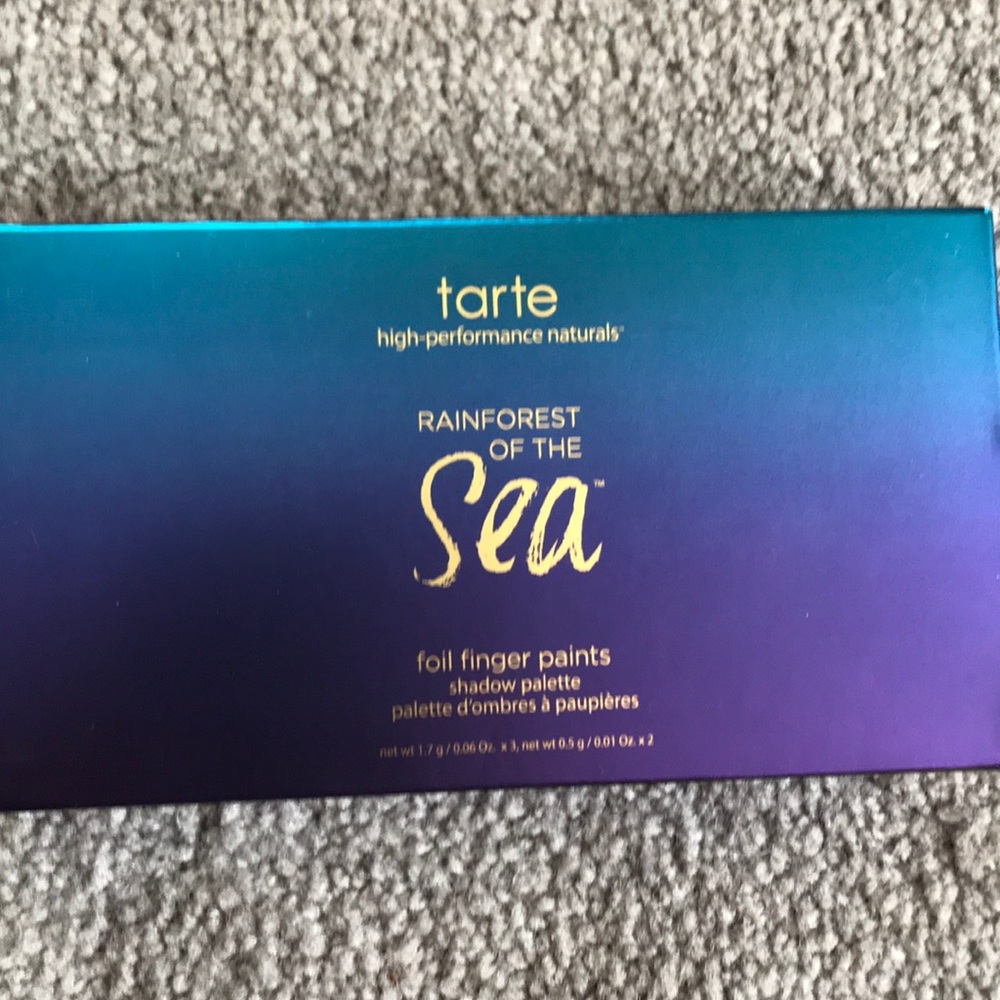 tarte
high-performance naturals®
RAINFOREST
OF THE
Sea™
foil finger paints
shadow palette
palette d'ombres à paupières
net wt 1.7 g / 0.06 Oz. x 3, net wt 0.5 g / 0.01 Oz. x 2